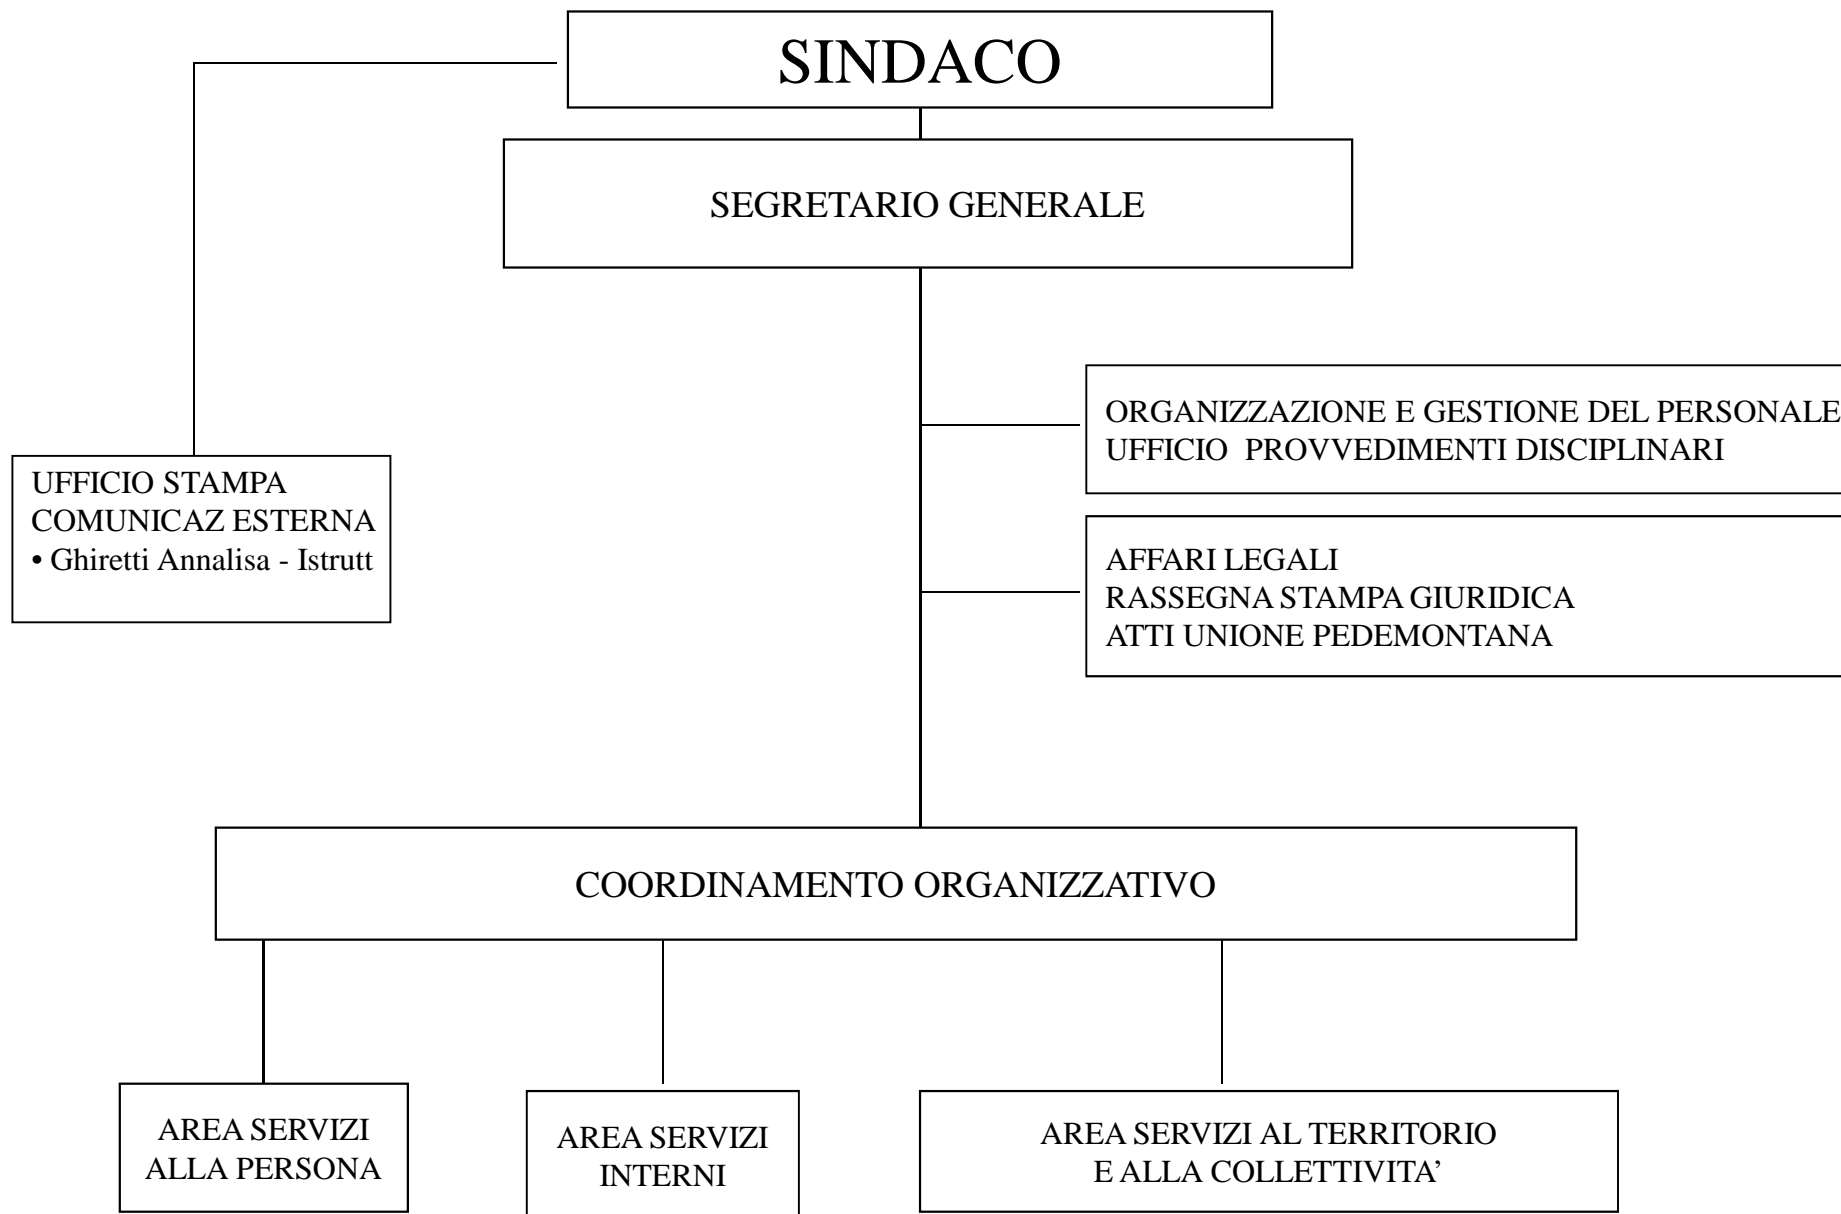 SINDACO
SEGRETARIO GENERALE
ORGANIZZAZIONE E GESTIONE DEL PERSONALE
UFFICIO PROVVEDIMENTI DISCIPLINARI
UFFICIO STAMPA
COMUNICAZ ESTERNA
• Ghiretti Annalisa - Istrutt
AFFARI LEGALI
RASSEGNA STAMPA GIURIDICA
ATTI UNIONE PEDEMONTANA
COORDINAMENTO ORGANIZZATIVO
AREA SERVIZI
ALLA PERSONA
AREA SERVIZI
INTERNI
AREA SERVIZI AL TERRITORIO
E ALLA COLLETTIVITA’